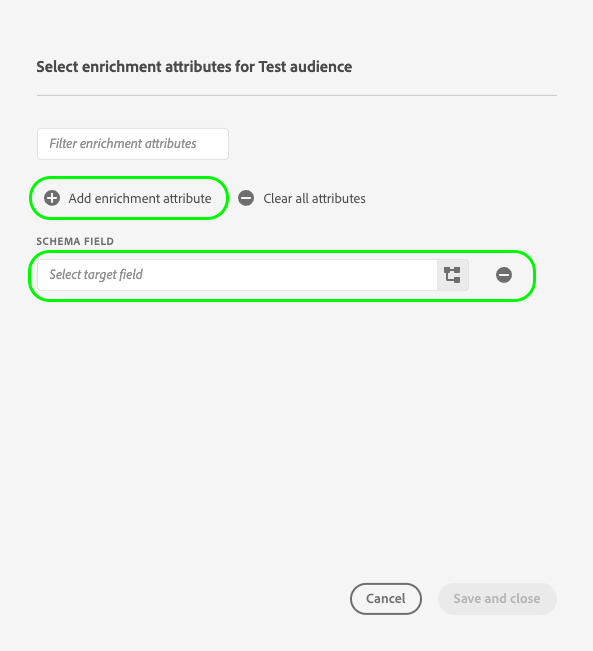 Select enrichment attributes for Test audience
Filter enrichment attributes
Add enrichment attribute Clear all attributes
SCHEMA FIELD
Select target field
Cancel Save and close